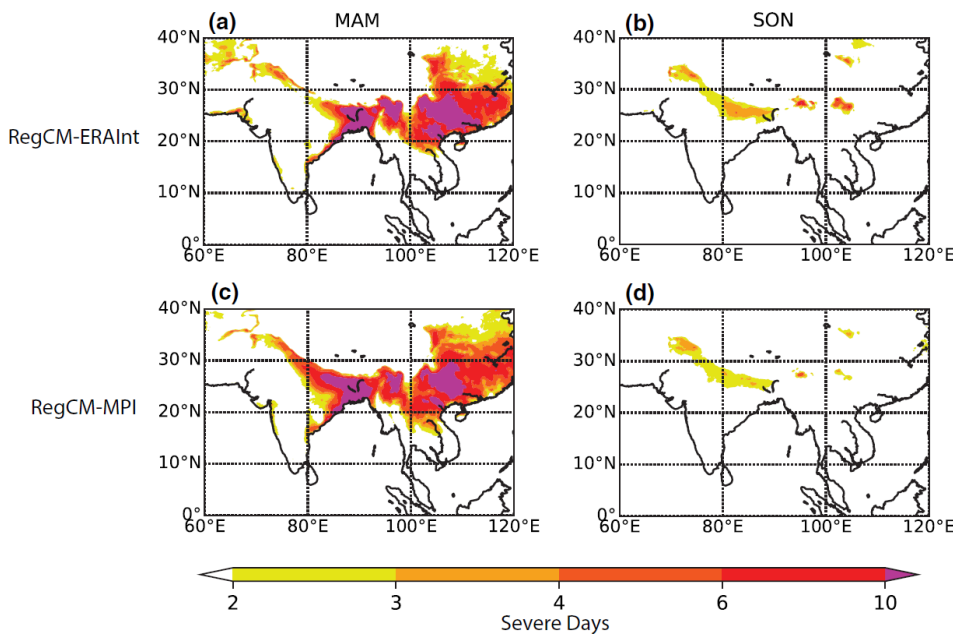 MAM
SON
(a)
(b)
RegCM-ERAInt
40°N
30°N
20°N
10°N
0°
60°E 80°E 100°E 120°E
40°N
30°N
20°N
10°N
0°
60°E 80°E 100°E 120°E
(c)
(d)
RegCM-MPI
40°N
30°N
20°N
10°N
0°
60°E 80°E 100°E 120°E
40°N
30°N
20°N
10°N
0°
60°E 80°E 100°E 120°E
2 3 4 6 10
Severe Days